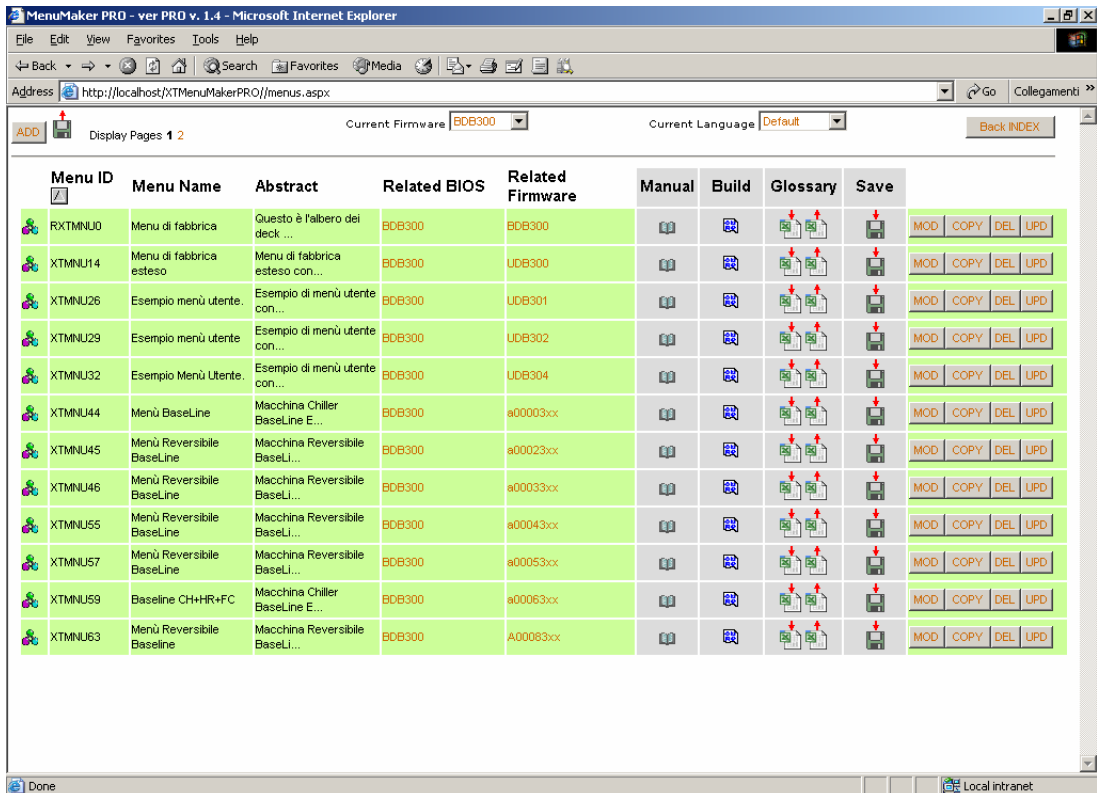 MenuMaker PRO - ver PRO v. 1.4 - Microsoft Internet Explorer
File Edit View Favorites Tools Help
Back Search Favorites Media
Address http://localhost/XTMenuMakerPRO//menus.aspx Go Collegamenti »
ADD Display Pages 1 2 Current Firmware BDB300 Current Language Default Back INDEX
Menu ID Menu Name Abstract Related BIOS Related Firmware Manual Build Glossary Save
RXTMNU0 Menu di fabbrica Questo è l'albero dei deck ... BDB300 BDB300 MOD COPY DEL UPD
XTMNU14 Menu di fabbrica esteso Menu di fabbrica esteso con... BDB300 UDB300 MOD COPY DEL UPD
XTMNU26 Esempio menù utente. Esempio di menù utente con... BDB300 UDB301 MOD COPY DEL UPD
XTMNU29 Esempio menù utente Esempio di menù utente con... BDB300 UDB302 MOD COPY DEL UPD
XTMNU32 Esempio Menù Utente. Esempio di menù utente con... BDB300 UDB304 MOD COPY DEL UPD
XTMNU44 Menù BaseLine Macchina Chiller BaseLine E... BDB300 a00003xx MOD COPY DEL UPD
XTMNU45 Menù Reversibile BaseLine Macchina Reversibile BaseLi... BDB300 a00023xx MOD COPY DEL UPD
XTMNU46 Menù Reversibile BaseLine Macchina Reversibile BaseLi... BDB300 a00033xx MOD COPY DEL UPD
XTMNU55 Menù Reversibile BaseLine Macchina Reversibile BaseLi... BDB300 a00043xx MOD COPY DEL UPD
XTMNU57 Menù Reversibile BaseLine Macchina Reversibile BaseLi... BDB300 a00053xx MOD COPY DEL UPD
XTMNU59 Baseline CH+HR+FC Macchina Chiller BaseLine E... BDB300 a00063xx MOD COPY DEL UPD
XTMNU63 Menù Reversibile Baseline Macchina Reversibile BaseLi... BDB300 A00083xx MOD COPY DEL UPD
Done Local intranet